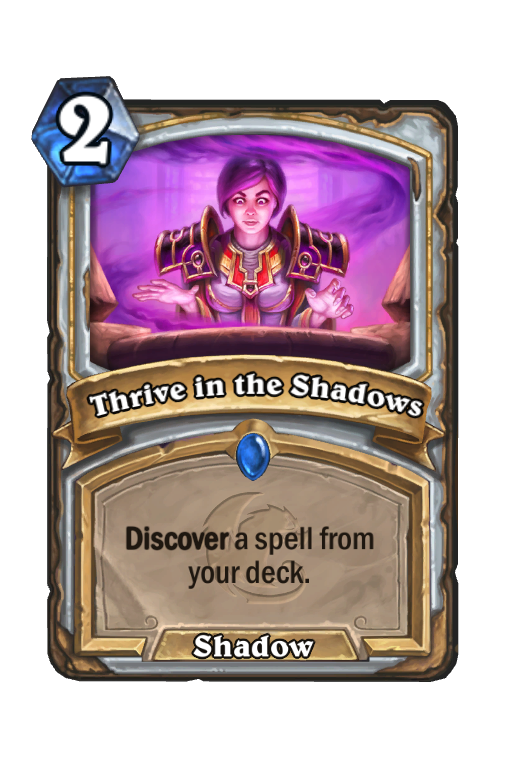 2
Thrive in the Shadows
Discover a spell from
your deck.
Shadow